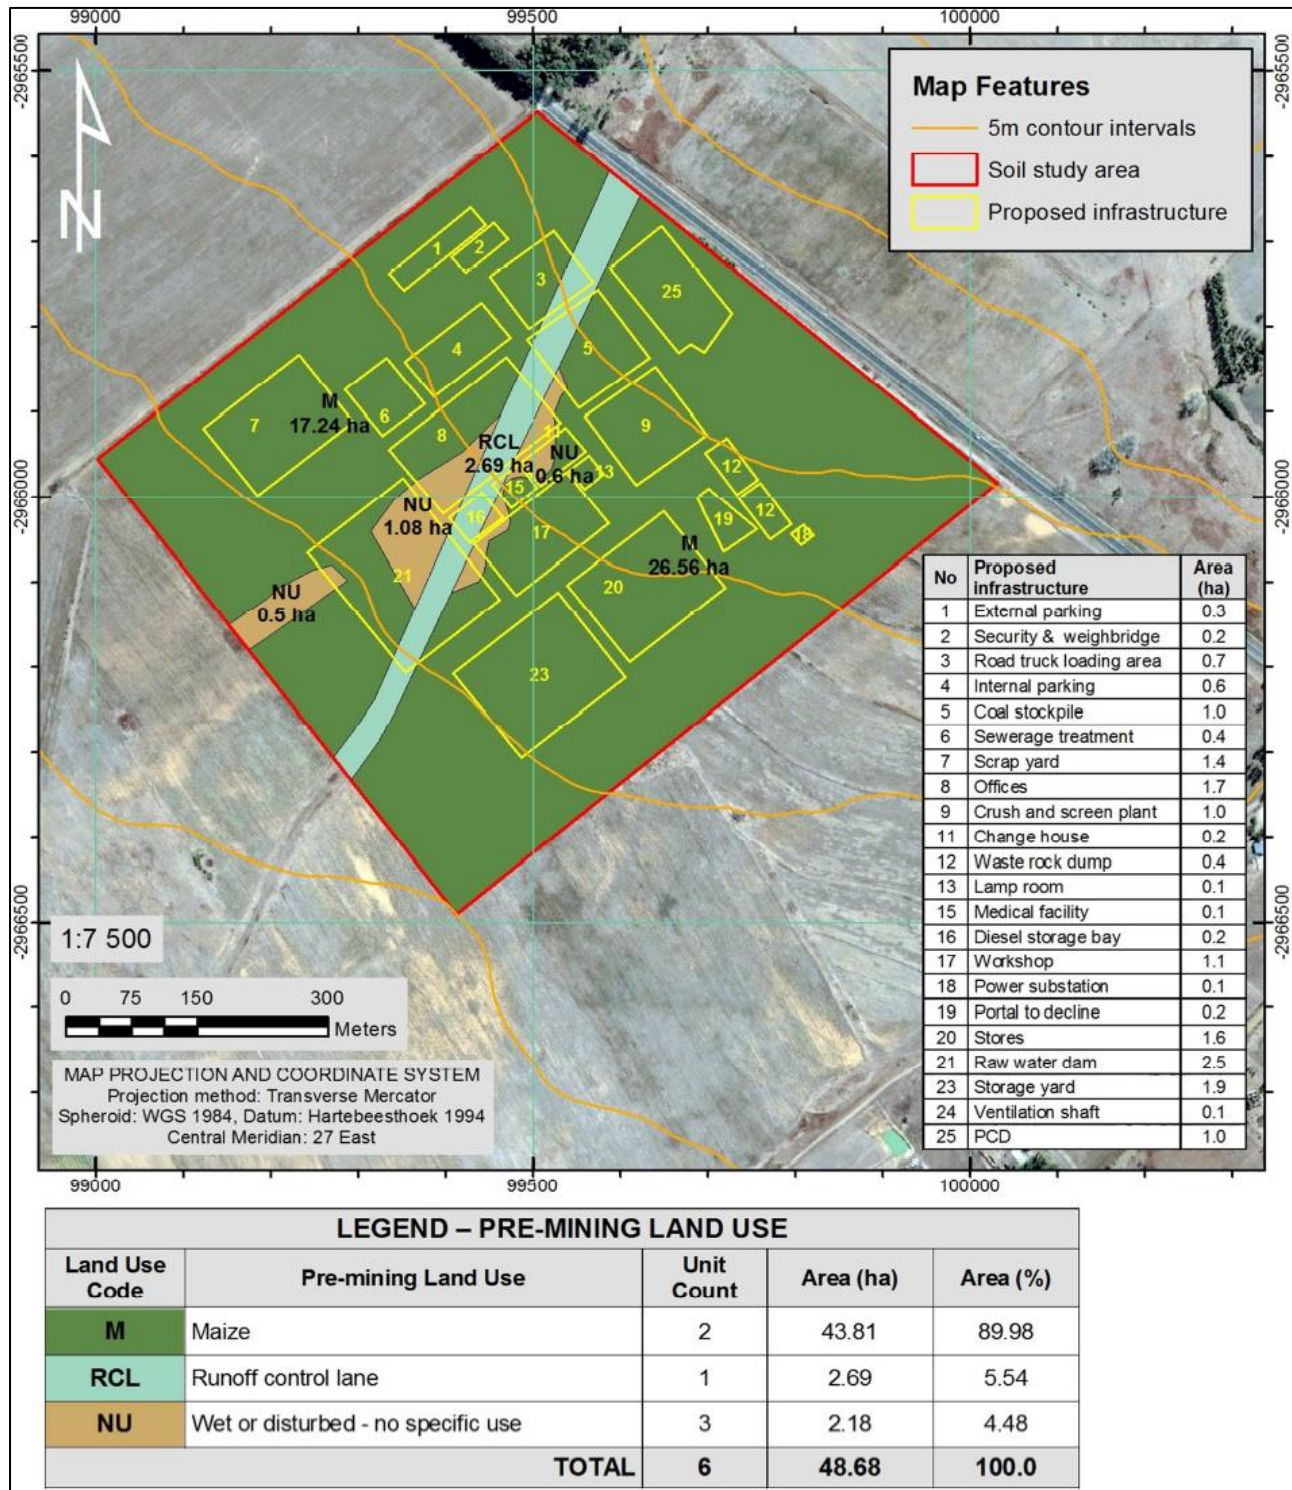 99000 99500 100000
-2965500 -2965500
Map Features
5m contour intervals
Soil study area
Proposed infrastructure
N
1
2
3
25
4
5
M
17.24 ha
7
6
8
9
RCL
2.69 ha
11
NU
0.6 ha
13
12
-2966000 -2966000
NU
1.08 ha
15
16
17
12
19
18
M
26.56 ha
21
20
NU
0.5 ha
23
No Proposed infrastructure Area (ha)
1 External parking 0.3
2 Security & weighbridge 0.2
3 Road truck loading area 0.7
4 Internal parking 0.6
5 Coal stockpile 1.0
6 Sewerage treatment 0.4
7 Scrap yard 1.4
8 Offices 1.7
9 Crush and screen plant 1.0
11 Change house 0.2
12 Waste rock dump 0.4
13 Lamp room 0.1
15 Medical facility 0.1
16 Diesel storage bay 0.2
17 Workshop 1.1
18 Power substation 0.1
19 Portal to decline 0.2
20 Stores 1.6
21 Raw water dam 2.5
23 Storage yard 1.9
24 Ventilation shaft 0.1
25 PCD 1.0
-2966500 -2966500
1:7 500
0 75 150 300
Meters
MAP PROJECTION AND COORDINATE SYSTEM
Projection method: Transverse Mercator
Spheroid: WGS 1984, Datum: Hartebeesthoek 1994
Central Meridian: 27 East
99000 99500 100000
LEGEND – PRE-MINING LAND USE
Land Use Code Pre-mining Land Use Unit Count Area (ha) Area (%)
M Maize 2 43.81 89.98
RCL Runoff control lane 1 2.69 5.54
NU Wet or disturbed - no specific use 3 2.18 4.48
TOTAL 6 48.68 100.0